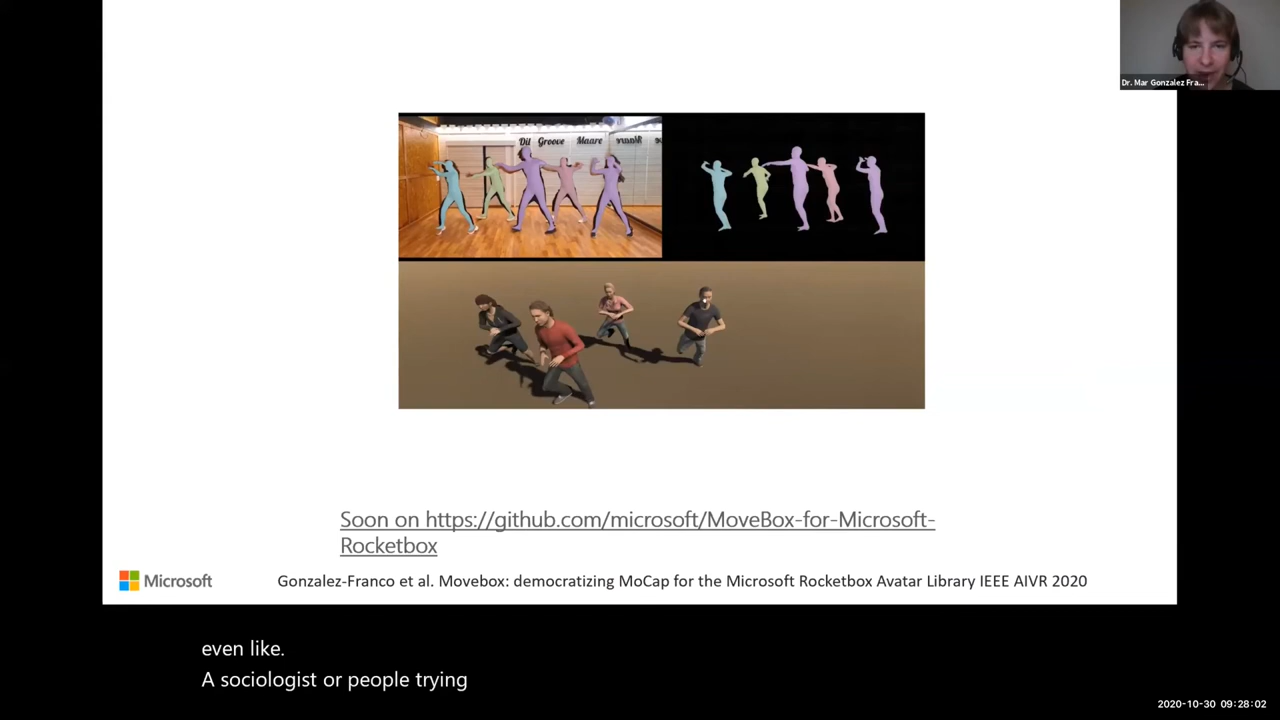 Dr. Mar Gonzalez Fra...
Dil Groove Maare
Soon on https://github.com/microsoft/MoveBox-for-Microsoft-
Rocketbox
Microsoft
Gonzalez-Franco et al. Movebox: democratizing MoCap for the Microsoft Rocketbox Avatar Library IEEE AIVR 2020
even like.
A sociologist or people trying
2020-10-30 09:28:02